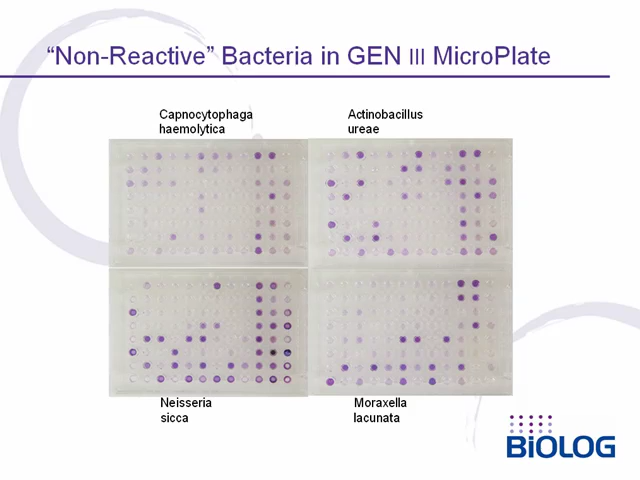 “Non-Reactive” Bacteria in GEN III MicroPlate
Capnocytophaga
haemolytica
Actinobacillus
ureae
Neisseria
sicca
Moraxella
lacunata
BiOLOG